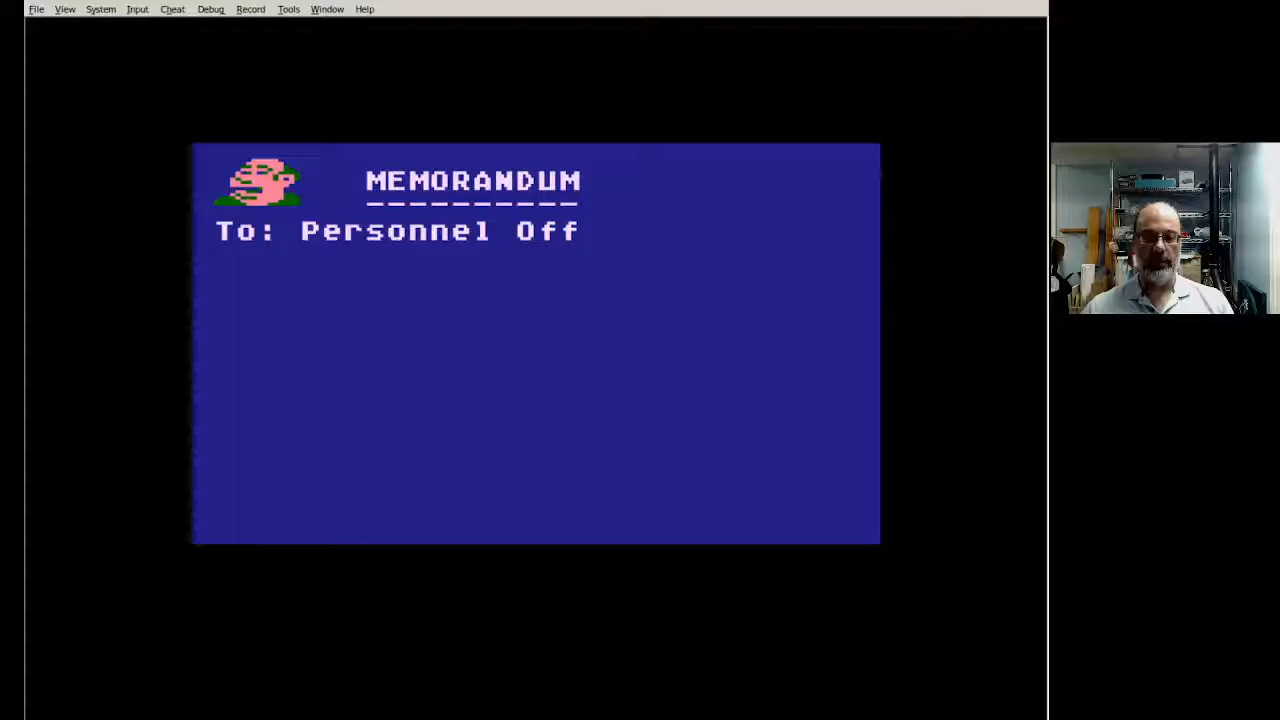 File View System Input Cheat Debug Record Tools Window Help
MEMORANDUM
To: Personnel Off